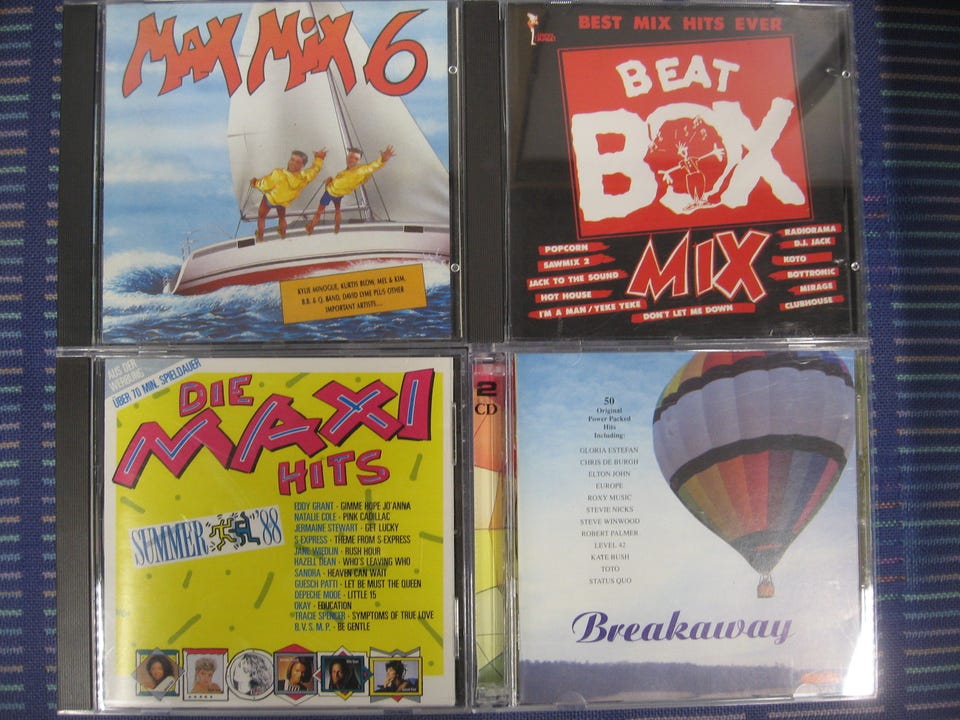 MAX MIX 6
KYLIE MINOGUE, KURTIS BLOW, MEL & KIM,
B.B. & Q. BAND, DAVID LYME PLUS OTHER
IMPORTANT ARTISTS....
BEST MIX HITS EVER
BEAT
BOX
MIX
POPCORN
SAWMIX 2
JACK TO THE SOUND
HOT HOUSE
I'M A MAN / YEKE YEKE
DON'T LET ME DOWN
RADIORAMA
D.J. JACK
KOTO
BOTTRONIC
MIRAGE
CLUBHOUSE
AUS DER
WERBUNG
ÜBER 70 MIN. SPIELDAUER
DIE
MAXI
HITS
SUMMER '88
EDDY GRANT - GIMME HOPE JO'ANNA
NATALIE COLE - PINK CADILLAC
JERMAINE STEWART - GET LUCKY
S EXPRESS - THEME FROM S EXPRESS
JANE WIEDLIN - RUSH HOUR
HAZELL DEAN - WHO'S LEAVING WHO
SANDRA - HEAVEN CAN WAIT
GUESCH PATTI - LET BE MUST THE QUEEN
DEPECHE MODE - LITTLE 15
OKAY - EDUCATION
TRACIE SPENCER - SYMPTOMS OF TRUE LOVE
B.V.S.M.P. - BE GENTLE
2
CD
50
Original
Power Packed
Hits
Including:
GLORIA ESTEFAN
CHRIS DE BURGH
ELTON JOHN
EUROPE
ROXY MUSIC
STEVIE NICKS
STEVE WINWOOD
ROBERT PALMER
LEVEL 42
KATE BUSH
TOTO
STATUS QUO
Breakaway